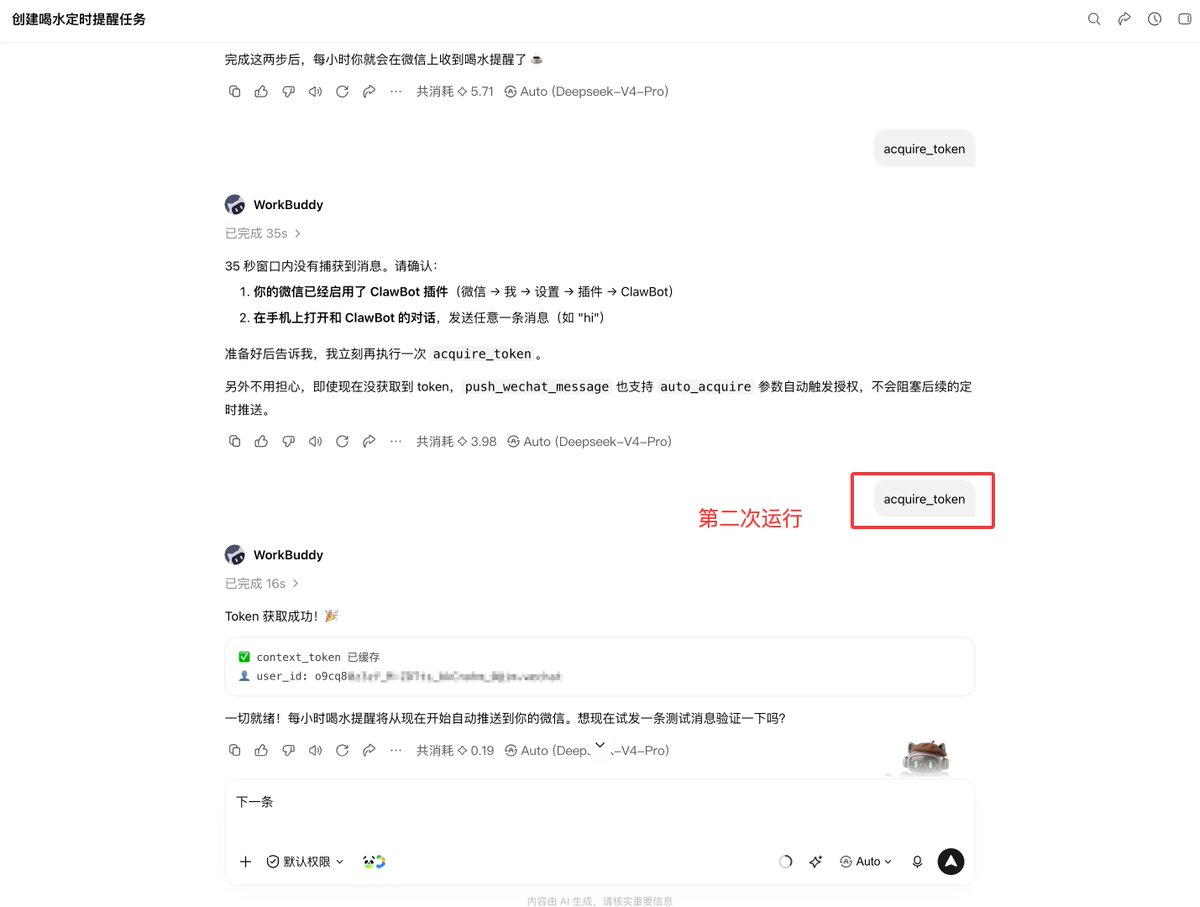 创建喝水定时提醒任务
完成这两步后，每小时你就会在微信上收到喝水提醒了 ☕
共消耗 5.71 Auto (Deepseek-V4-Pro)
acquire_token
WorkBuddy
已完成 35s >
35 秒窗口内没有捕获到消息。请确认：
1. 你的微信已经启用了 ClawBot 插件（微信 → 我 → 设置 → 插件 → ClawBot）
2. 在手机上打开和 ClawBot 的对话，发送任意一条消息（如 "hi"）
准备好后告诉我，我立刻再执行一次 acquire_token 。
另外不用担心，即使现在没获取到 token， push_wechat_message 也支持 auto_acquire 参数自动触发授权，不会阻塞后续的定
时推送。
共消耗 3.98 Auto (Deepseek-V4-Pro)
acquire_token
第二次运行
WorkBuddy
已完成 16s >
Token 获取成功！🎉
✅ context_token 已缓存
👤 user_id: o9cq8
一切就绪！每小时喝水提醒将从现在开始自动推送到你的微信。想现在试发一条测试消息验证一下吗？
共消耗 0.19 Auto (Deep -V4-Pro)
下一条
默认权限 Auto
内容由 AI 生成，请核实重要信息